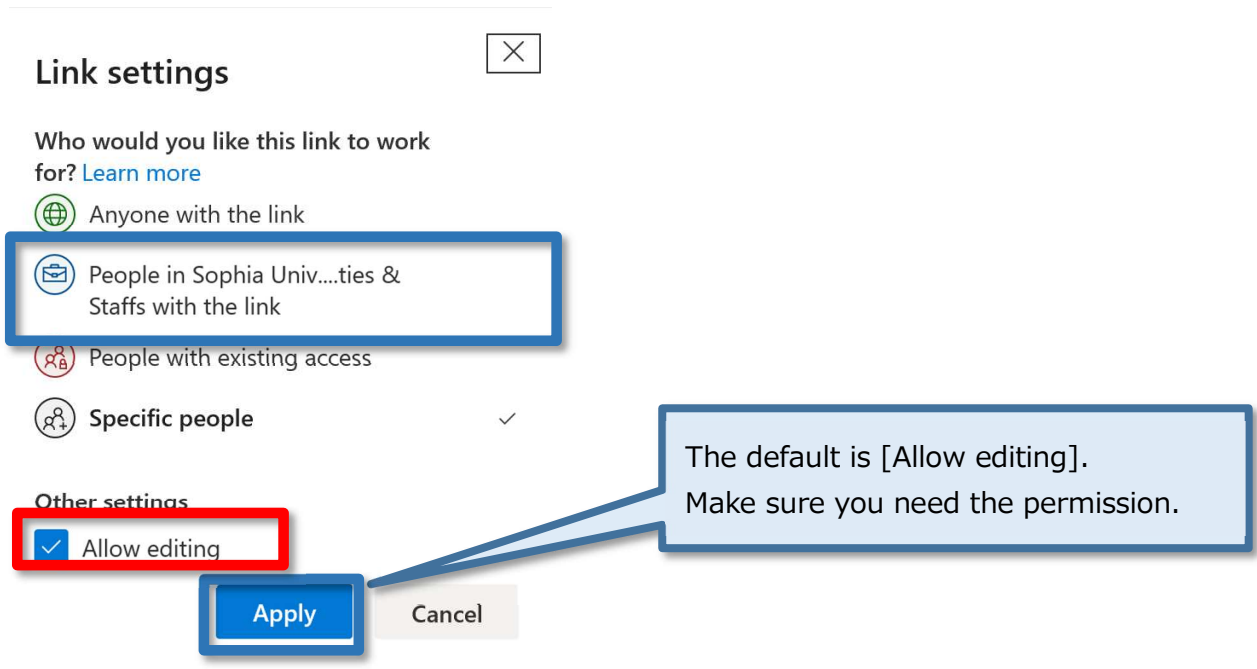 Link settings
Who would you like this link to work
for? Learn more
Anyone with the link
People in Sophia Univ....ties &
Staffs with the link
People with existing access
Specific people
Other settings
Allow editing
Apply
Cancel
The default is [Allow editing].
Make sure you need the permission.